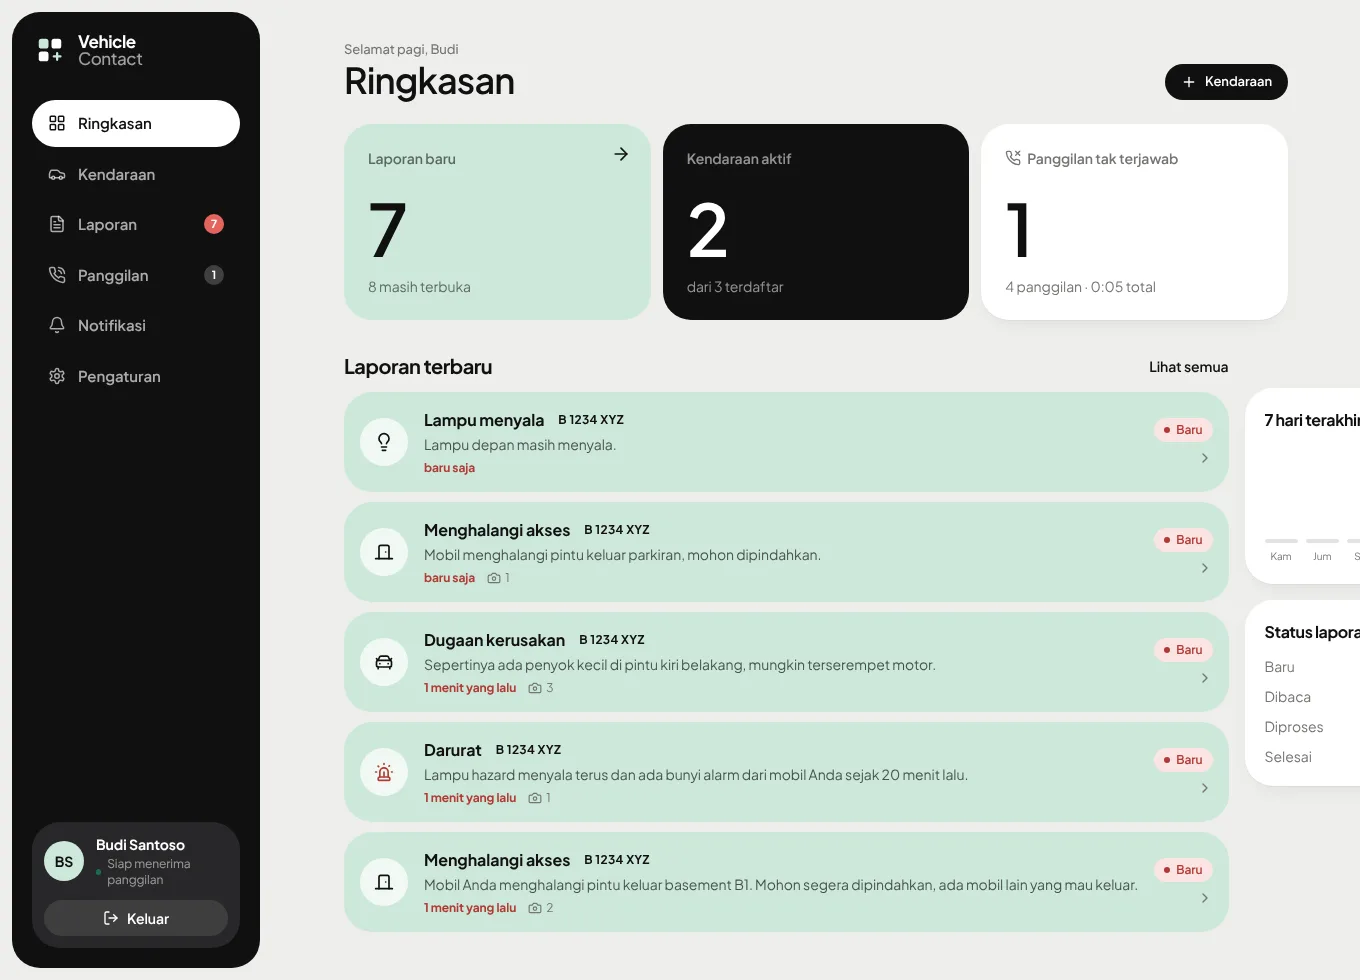 Vehicle
Contact
Ringkasan
Kendaraan
Laporan 7
Panggilan 1
Notifikasi
Pengaturan
BS
Budi Santoso
Siap menerima
panggilan
Keluar
Selamat pagi, Budi
Ringkasan
Kendaraan
Laporan baru
7
8 masih terbuka
Kendaraan aktif
2
dari 3 terdaftar
Panggilan tak terjawab
1
4 panggilan · 0:05 total
Laporan terbaru
Lihat semua
Lampu menyala B 1234 XYZ
Baru
Lampu depan masih menyala.
baru saja
Menghalangi akses B 1234 XYZ
Baru
Mobil menghalangi pintu keluar parkiran, mohon dipindahkan.
baru saja 1
Dugaan kerusakan B 1234 XYZ
Baru
Sepertinya ada penyok kecil di pintu kiri belakang, mungkin terserempet motor.
1 menit yang lalu 3
Darurat B 1234 XYZ
Baru
Lampu hazard menyala terus dan ada bunyi alarm dari mobil Anda sejak 20 menit lalu.
1 menit yang lalu 1
Menghalangi akses B 1234 XYZ
Baru
Mobil Anda menghalangi pintu keluar basement B1. Mohon segera dipindahkan, ada mobil lain yang mau keluar.
1 menit yang lalu 2
7 hari terakhir
Kam Jum S
Status lapora
Baru
Dibaca
Diproses
Selesai